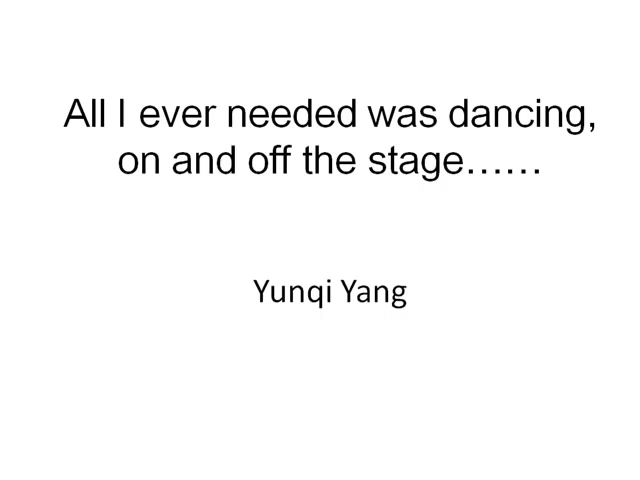 All I ever needed was dancing,
on and off the stage……
Yunqi Yang